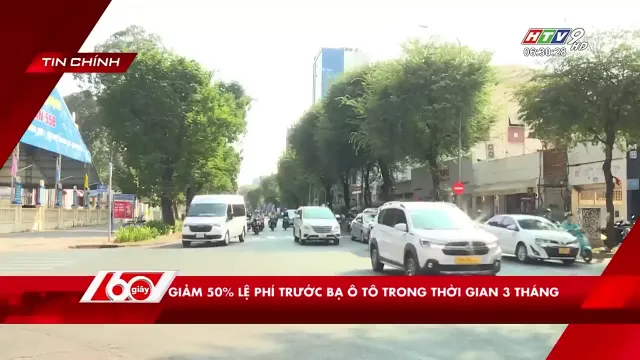 TIN CHÍNH
HTV9 HD
06:30:28
60 giây
GIẢM 50% LỆ PHÍ TRƯỚC BẠ Ô TÔ TRONG THỜI GIAN 3 THÁNG